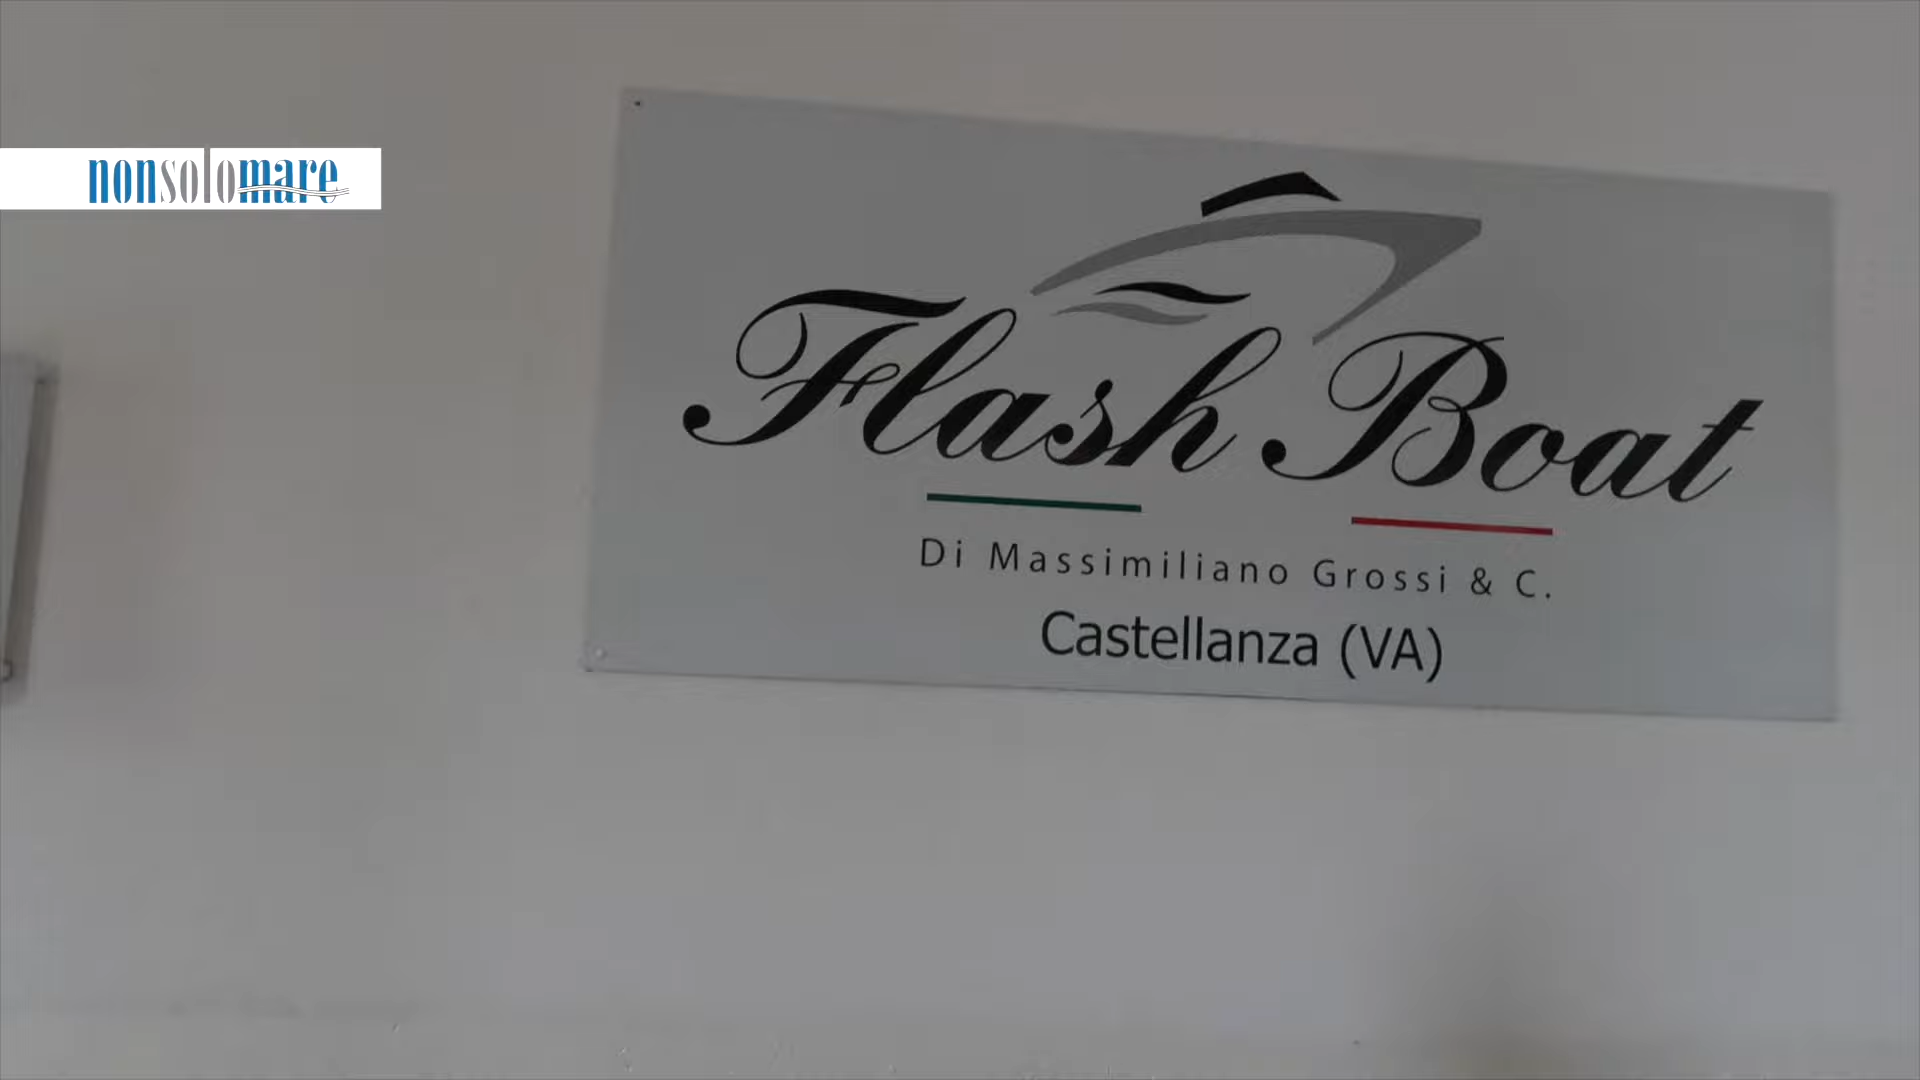 nonsolomare
Flash Boat
Di Massimiliano Grossi & C.
Castellanza (VA)